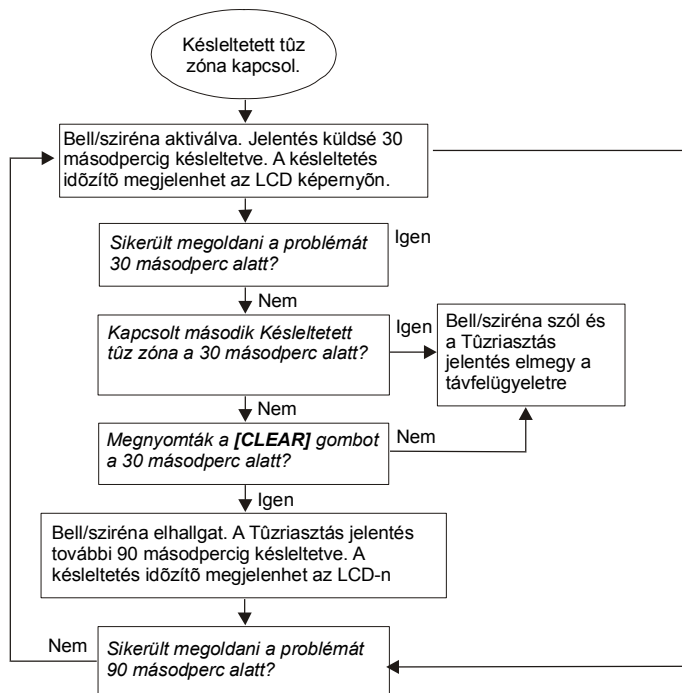 Késleltetett tûz
zóna kapcsol.
Bell/sziréna aktiválva. Jelentés küldsé 30
másodpercig késleltetve. A késleltetés
idõzítõ megjelenhet az LCD képernyõn.
Sikerült megoldani a problémát
30 másodperc alatt?
Igen
Nem
Kapcsolt második Késleltetett
tûz zóna a 30 másodperc alatt?
Igen
Bell/sziréna szól és
a Tûzriasztás
jelentés elmegy a
távfelügyeletre
Nem
Megnyomták a [CLEAR] gombot
a 30 másodperc alatt?
Nem
Igen
Bell/sziréna elhallgat. A Tûzriasztás jelentés
további 90 másodpercig késleltetve. A
késleltetés idõzítõ megjelenhet az LCD-n
Nem
Sikerült megoldani a problémát
90 másodperc alatt?